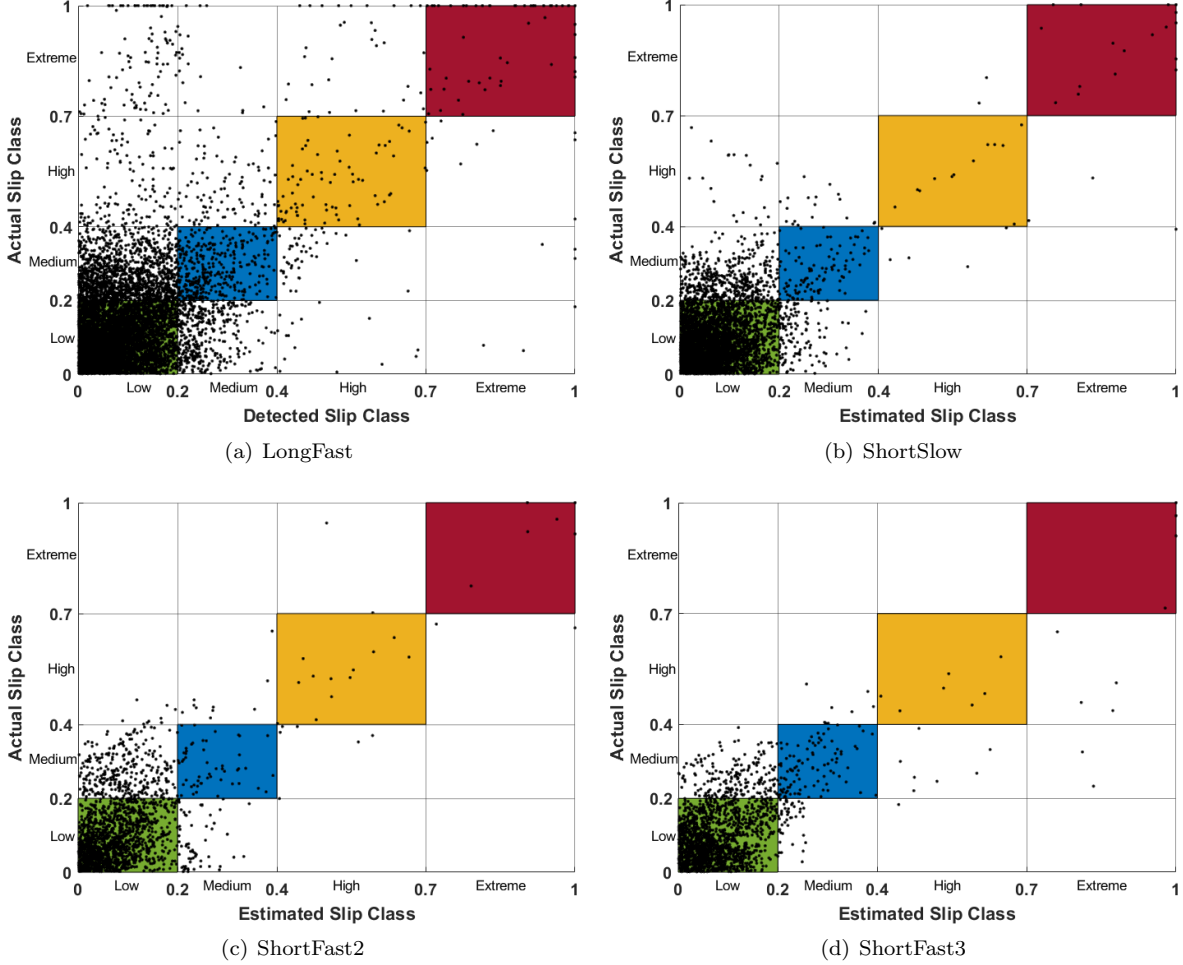 1
Extreme
0.7
High
0.4
Medium
0.2
Low
0
Actual Slip Class
Low
Medium
High
Extreme
0
0.2
0.4
0.7
1
Detected Slip Class
(a) LongFast
1
Extreme
0.7
High
0.4
Medium
0.2
Low
0
Actual Slip Class
Low
Medium
High
Extreme
0
0.2
0.4
0.7
1
Estimated Slip Class
(b) ShortSlow
1
Extreme
0.7
High
0.4
Medium
0.2
Low
0
Actual Slip Class
Low
Medium
High
Extreme
0
0.2
0.4
0.7
1
Estimated Slip Class
(c) ShortFast2
1
Extreme
0.7
High
0.4
Medium
0.2
Low
0
Actual Slip Class
Low
Medium
High
Extreme
0
0.2
0.4
0.7
1
Estimated Slip Class
(d) ShortFast3